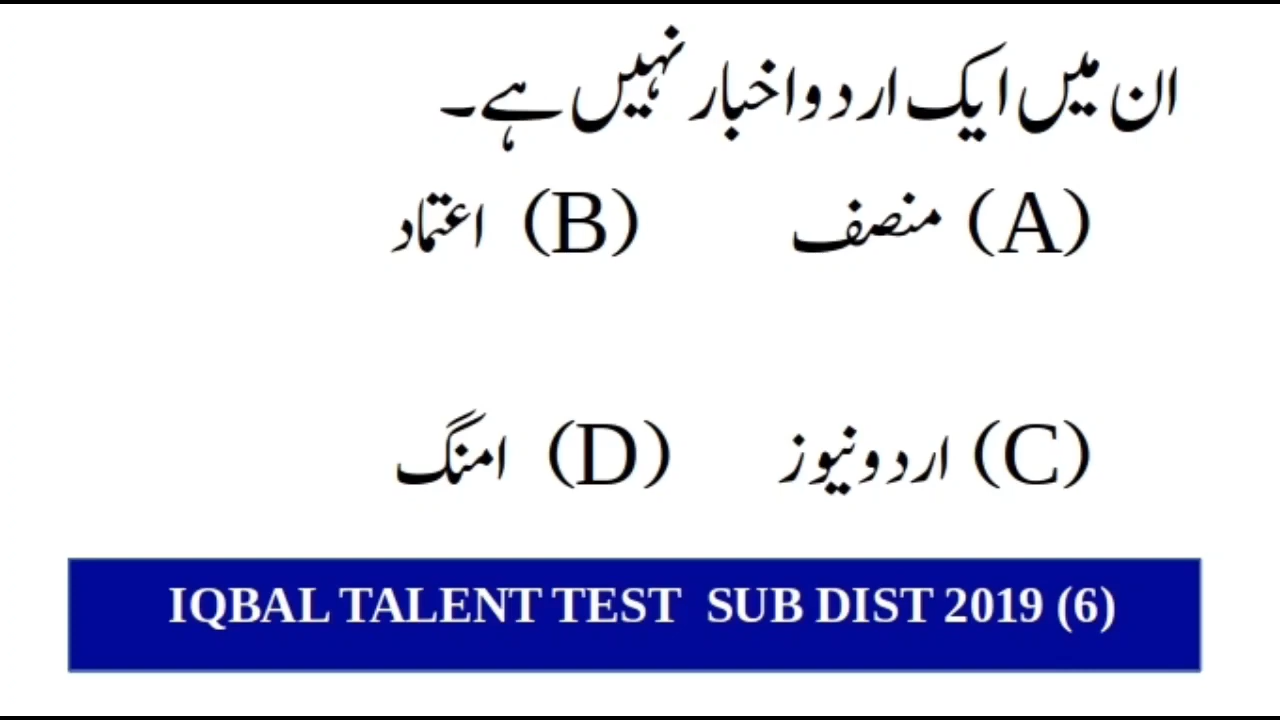 ان میں ایک اردو اخبار نہیں ہے۔
(A) منصف (B) اعتماد
(C) اردو نیوز (D) امنگ
IQBAL TALENT TEST SUB DIST 2019 (6)